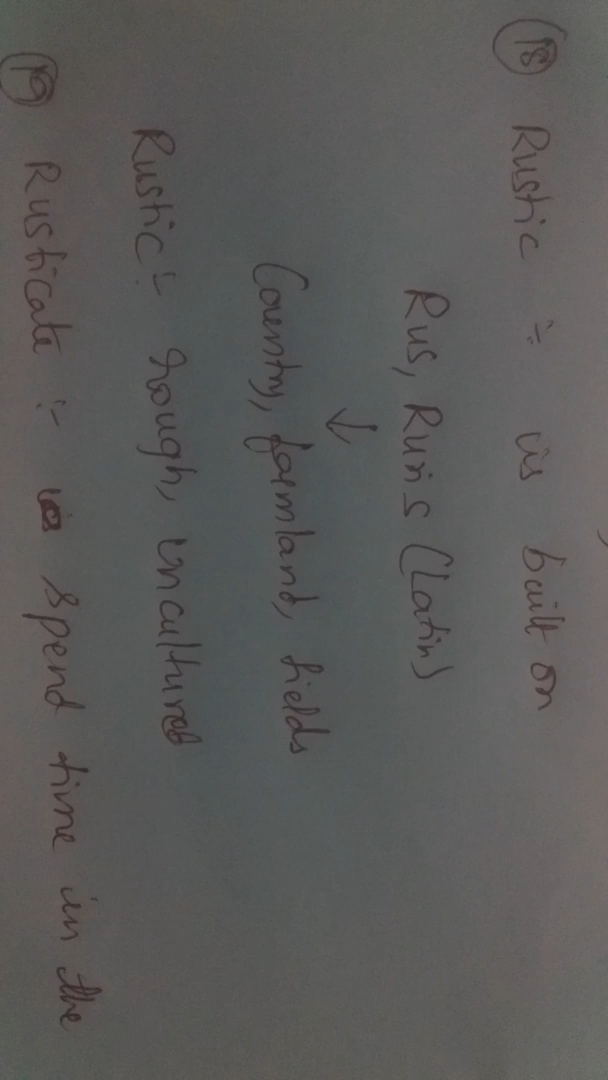 (18) Rustic :- is built on
Rus, Ruris (Latin)
↓
Country, farmland, fields
Rustic :- rough, uncultured
(19) Rusticate :- spend time in the